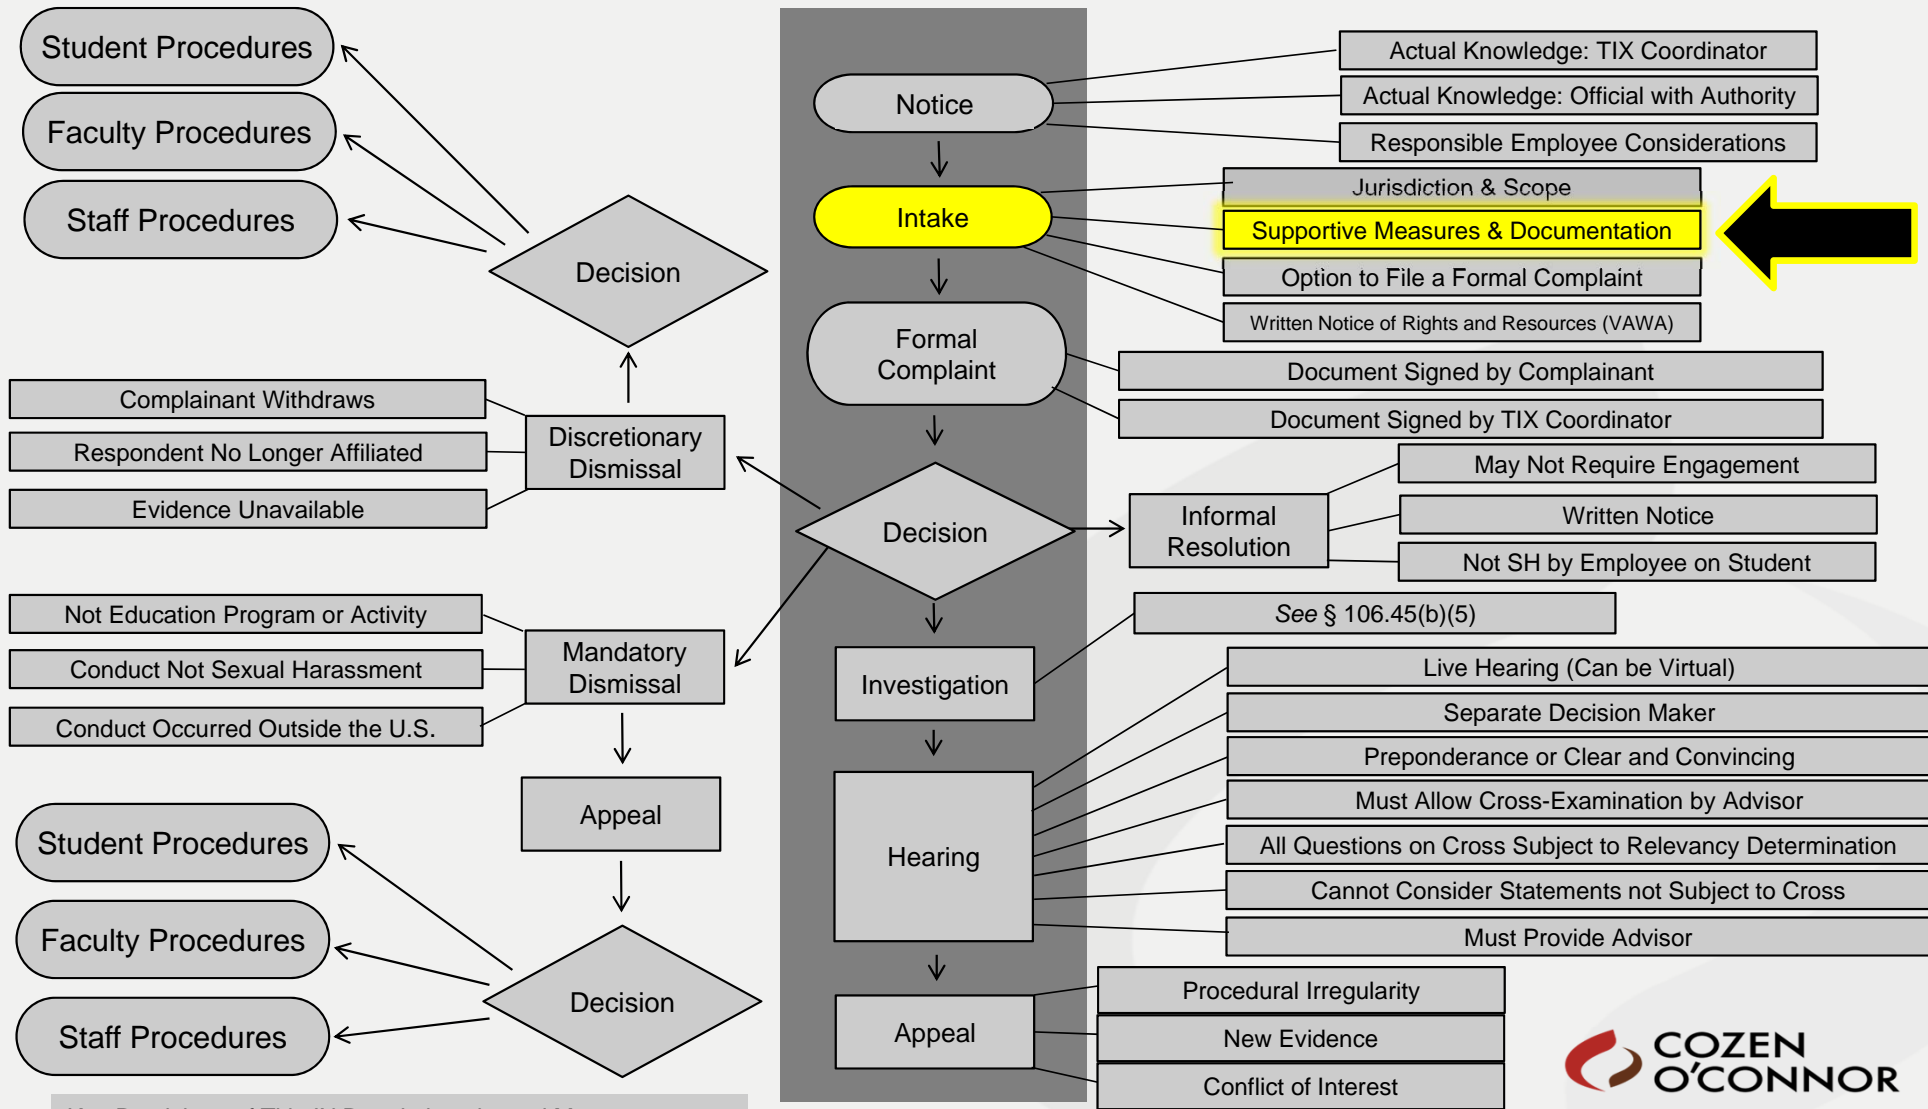 Student Procedures
Faculty Procedures
Staff Procedures
Decision
Complainant Withdraws
Respondent No Longer Affiliated
Evidence Unavailable
Discretionary
Dismissal
Not Education Program or Activity
Conduct Not Sexual Harassment
Conduct Occurred Outside the U.S.
Mandatory
Dismissal
Appeal
Student Procedures
Faculty Procedures
Staff Procedures
Decision
Notice
Actual Knowledge: TIX Coordinator
Actual Knowledge: Official with Authority
Responsible Employee Considerations
Intake
Jurisdiction & Scope
Supportive Measures & Documentation
Option to File a Formal Complaint
Written Notice of Rights and Resources (VAWA)
Formal
Complaint
Document Signed by Complainant
Document Signed by TIX Coordinator
Decision
Informal
Resolution
May Not Require Engagement
Written Notice
Not SH by Employee on Student
Investigation
See § 106.45(b)(5)
Hearing
Live Hearing (Can be Virtual)
Separate Decision Maker
Preponderance or Clear and Convincing
Must Allow Cross-Examination by Advisor
All Questions on Cross Subject to Relevancy Determination
Cannot Consider Statements not Subject to Cross
Must Provide Advisor
Appeal
Procedural Irregularity
New Evidence
Conflict of Interest
COZEN
O'CONNOR